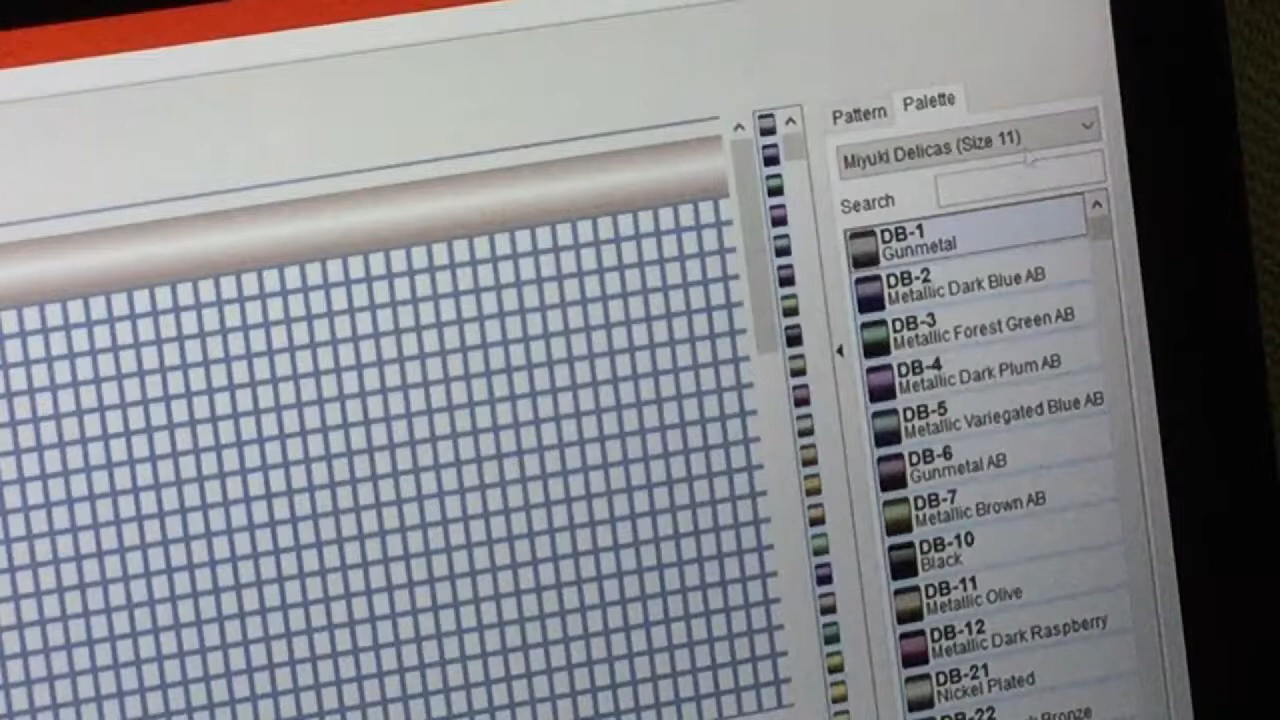 Pattern Palette
Miyuki Delicas (Size 11)
Search
DB-1
Gunmetal
DB-2
Metallic Dark Blue AB
DB-3
Metallic Forest Green AB
DB-4
Metallic Dark Plum AB
DB-5
Metallic Variegated Blue AB
DB-6
Gunmetal AB
DB-7
Metallic Brown AB
DB-10
Black
DB-11
Metallic Olive
DB-12
Metallic Dark Raspberry
DB-21
Nickel Plated
DB-22
Bronze